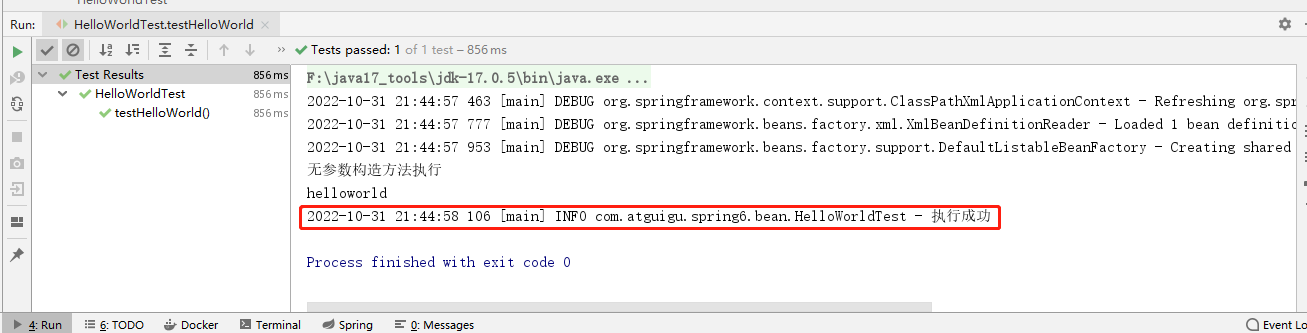 HelloWorldTest
Run: HelloWorldTest.testHelloWorld
Tests passed: 1 of 1 test – 856 ms
Test Results 856 ms
HelloWorldTest 856 ms
testHelloWorld() 856 ms
F:\java17_tools\jdk-17.0.5\bin\java.exe ...
2022-10-31 21:44:57 463 [main] DEBUG org.springframework.context.support.ClassPathXmlApplicationContext - Refreshing org.spr
2022-10-31 21:44:57 777 [main] DEBUG org.springframework.beans.factory.xml.XmlBeanDefinitionReader - Loaded 1 bean definitio
2022-10-31 21:44:57 953 [main] DEBUG org.springframework.beans.factory.support.DefaultListableBeanFactory - Creating shared
无参数构造方法执行
helloworld
2022-10-31 21:44:58 106 [main] INFO com.atguigu.spring6.bean.HelloWorldTest - 执行成功
Process finished with exit code 0
4: Run 6: TODO Docker Terminal Spring 0: Messages Event Lo